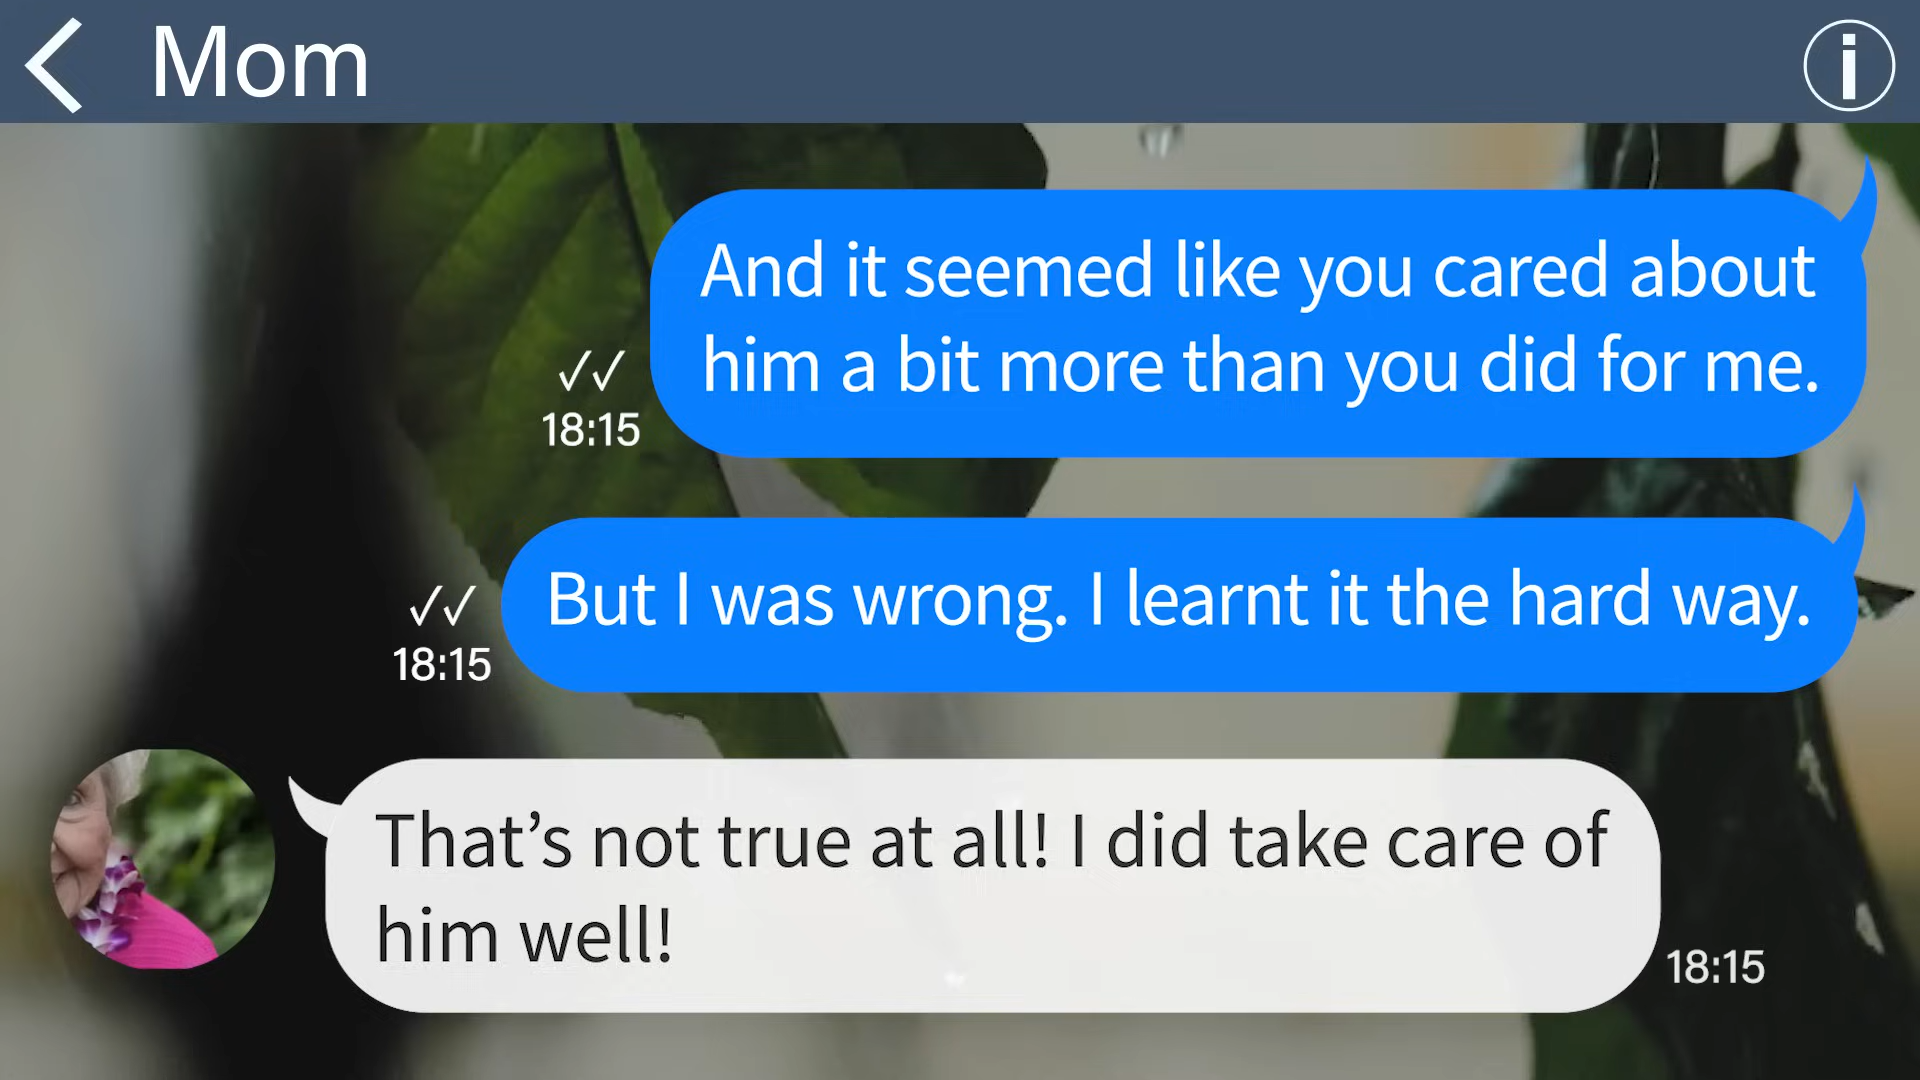 Mom
And it seemed like you cared about
him a bit more than you did for me.
18:15
But I was wrong. I learnt it the hard way.
18:15
That’s not true at all! I did take care of
him well!
18:15